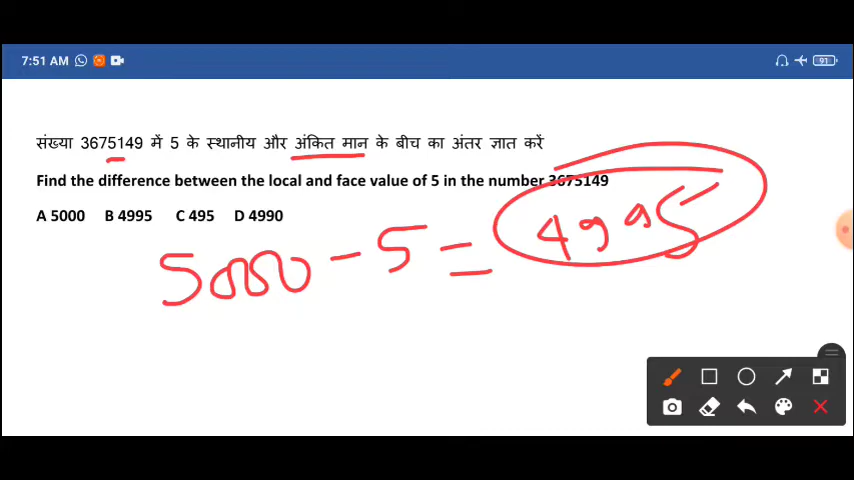 7:51 AM
91
संख्या 3675149 में 5 के स्थानीय और अंकित मान के बीच का अंतर ज्ञात करें
Find the difference between the local and face value of 5 in the number 3675149
A 5000 B 4995 C 495 D 4990
5000 - 5 = 4995